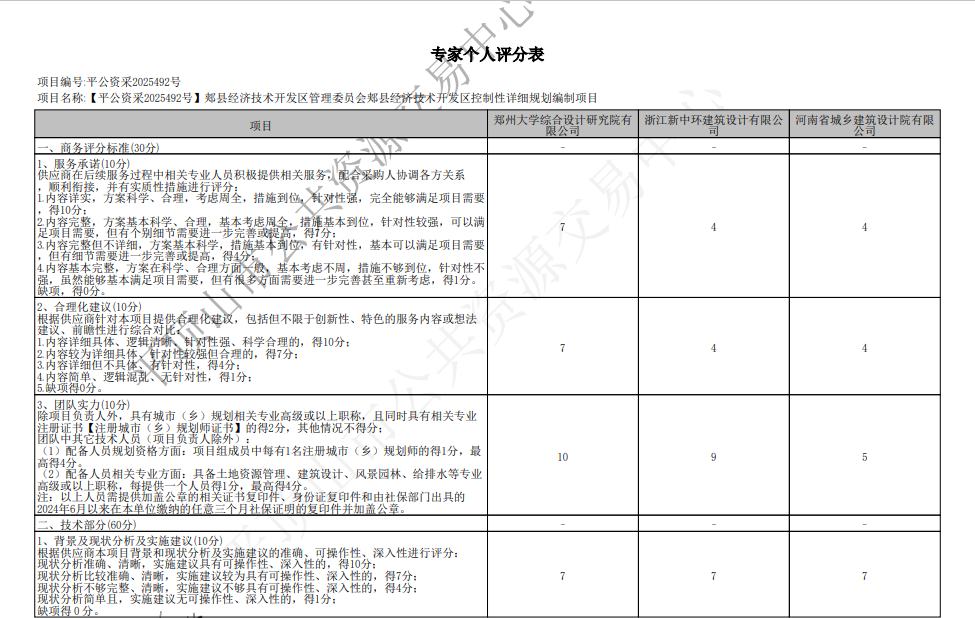 专家个人评分表
项目编号:平公资采2025492号
项目名称:【平公资采2025492号】郏县经济技术开发区管理委员会郏县经济技术开发区控制性详细规划编制项目
项目 郑州大学综合设计研究院有限公司 浙江新中环建筑设计有限公司 河南省城乡建筑设计院有限公司
一、商务评分标准(30分) - - -
1、服务承诺(10分)
供应商在后续服务过程中相关专业人员积极提供相关服务，配合采购人协调各方关系
，顺利衔接，并有实质性措施进行评分；
1.内容详实，方案科学、合理，考虑周全，措施到位，针对性强，完全能够满足项目需要
，得10分；
2.内容完整，方案基本科学、合理，基本考虑周全，措施基本到位，针对性较强，可以满
足项目需要，但有个别细节需要进一步完善或提高，得7分；
3.内容完整但不详细，方案基本科学，措施基本到位，有针对性，基本可以满足项目需要
，但有细节需要进一步完善或提高，得4分；
4.内容基本完整，方案在科学、合理方面一般，基本考虑不周，措施不够到位，针对性不
强，虽然能够基本满足项目需要，但有很多方面需要进一步完善甚至重新考虑，得1分。
缺项，得0分。
7 4 4
2、合理化建议(10分)
根据供应商针对本项目提供合理化建议，包括但不限于创新性、特色的服务内容或想法
建议、前瞻性进行综合对比；
1.内容详细具体、逻辑清晰、针对性强、科学合理的，得10分；
2.内容较为详细具体、针对性较强但合理的，得7分；
3.内容详细但不具体、有针对性，得4分；
4.内容简单、逻辑混乱、无针对性，得1分；
5.缺项得0分。
7 4 4
3、团队实力(10分)
除项目负责人外，具有城市（乡）规划相关专业高级或以上职称，且同时具有相关专业
注册证书【注册城市（乡）规划师证书】的得2分，其他情况不得分；
团队中其它技术人员（项目负责人除外）：
（1）配备人员规划资格方面：项目组成员中每有1名注册城市（乡）规划师的得1分，最
高得4分。
（2）配备人员相关专业方面：具备土地资源管理、建筑设计、风景园林、给排水等专业
高级或以上职称，每提供一个人员得1分，最高得4分。
注：以上人员需提供加盖公章的相关证书复印件、身份证复印件和由社保部门出具的
2024年6月以来在本单位缴纳的任意三个月社保证明的复印件并加盖公章。
10 9 5
二、技术部分(60分) - - -
1、背景及现状分析及实施建议(10分)
根据供应商本项目背景和现状分析及实施建议的准确、可操作性、深入性进行评分：
现状分析准确、清晰，实施建议具有可操作性、深入性的，得10分；
现状分析比较准确、清晰，实施建议较为具有可操作性、深入性的，得7分；
现状分析不够完整、清晰，实施建议不够具有可操作性、深入性的，得4分；
现状分析简单且，实施建议无可操作性、深入性的，得1分；
缺项得 0 分。
7 7 7
平顶山市公共资源交易中心
平顶山市公共资源交易中心